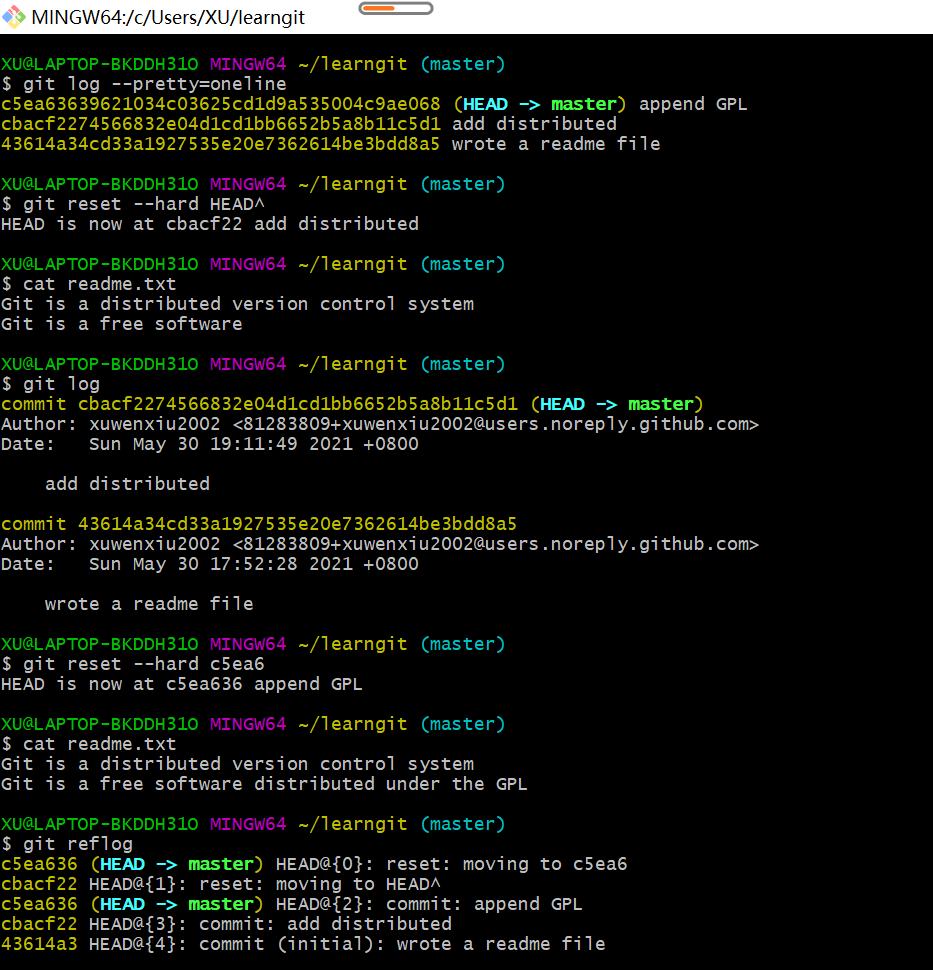 MINGW64:/c/Users/XU/learngit
XU@LAPTOP-BKDDH31O MINGW64 ~/learngit (master)
$ git log --pretty=oneline
c5ea63639621034c03625cd1d9a535004c9ae068 (HEAD -> master) append GPL
cbacf2274566832e04d1cd1bb6652b5a8b11c5d1 add distributed
43614a34cd33a1927535e20e7362614be3bdd8a5 wrote a readme file
XU@LAPTOP-BKDDH31O MINGW64 ~/learngit (master)
$ git reset --hard HEAD^
HEAD is now at cbacf22 add distributed
XU@LAPTOP-BKDDH31O MINGW64 ~/learngit (master)
$ cat readme.txt
Git is a distributed version control system
Git is a free software
XU@LAPTOP-BKDDH31O MINGW64 ~/learngit (master)
$ git log
commit cbacf2274566832e04d1cd1bb6652b5a8b11c5d1 (HEAD -> master)
Author: xuwenxiu2002 <81283809+xuwenxiu2002@users.noreply.github.com>
Date:   Sun May 30 19:11:49 2021 +0800
    add distributed
commit 43614a34cd33a1927535e20e7362614be3bdd8a5
Author: xuwenxiu2002 <81283809+xuwenxiu2002@users.noreply.github.com>
Date:   Sun May 30 17:52:28 2021 +0800
    wrote a readme file
XU@LAPTOP-BKDDH31O MINGW64 ~/learngit (master)
$ git reset --hard c5ea6
HEAD is now at c5ea636 append GPL
XU@LAPTOP-BKDDH31O MINGW64 ~/learngit (master)
$ cat readme.txt
Git is a distributed version control system
Git is a free software distributed under the GPL
XU@LAPTOP-BKDDH31O MINGW64 ~/learngit (master)
$ git reflog
c5ea636 (HEAD -> master) HEAD@{0}: reset: moving to c5ea6
cbacf22 HEAD@{1}: reset: moving to HEAD^
c5ea636 (HEAD -> master) HEAD@{2}: commit: append GPL
cbacf22 HEAD@{3}: commit: add distributed
43614a3 HEAD@{4}: commit (initial): wrote a readme file